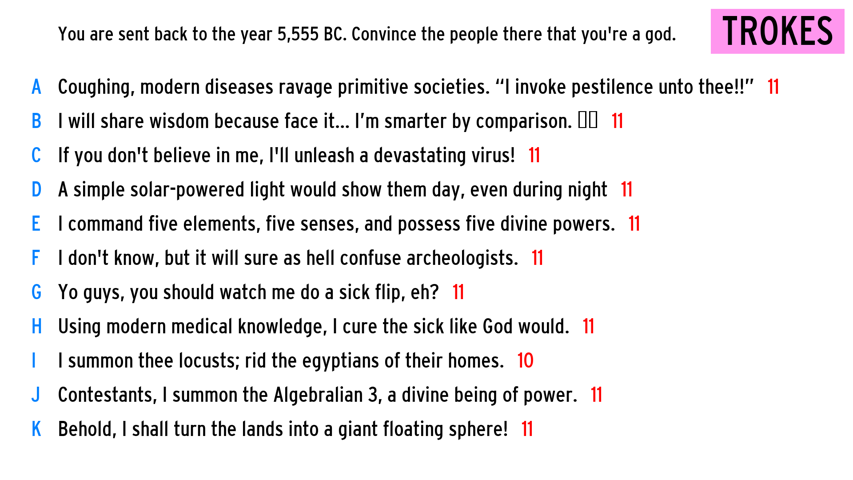 You are sent back to the year 5,555 BC. Convince the people there that you're a god.
TROKES
A Coughing, modern diseases ravage primitive societies. “I invoke pestilence unto thee!!” 11
B I will share wisdom because face it... I’m smarter by comparison. 11
C If you don't believe in me, I'll unleash a devastating virus! 11
D A simple solar-powered light would show them day, even during night 11
E I command five elements, five senses, and possess five divine powers. 11
F I don't know, but it will sure as hell confuse archeologists. 11
G Yo guys, you should watch me do a sick flip, eh? 11
H Using modern medical knowledge, I cure the sick like God would. 11
I I summon thee locusts; rid the egyptians of their homes. 10
J Contestants, I summon the Algebralian 3, a divine being of power. 11
K Behold, I shall turn the lands into a giant floating sphere! 11